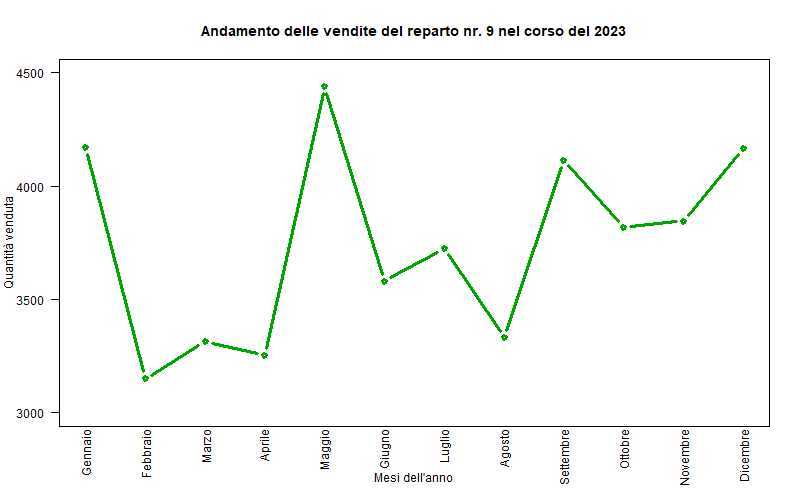 Andamento delle vendite del reparto nr. 9 nel corso del 2023
Quantità venduta
4500
4000
3500
3000
Gennaio
Febbraio
Marzo
Aprile
Maggio
Giugno
Luglio
Agosto
Settembre
Ottobre
Novembre
Dicembre
Mesi dell'anno